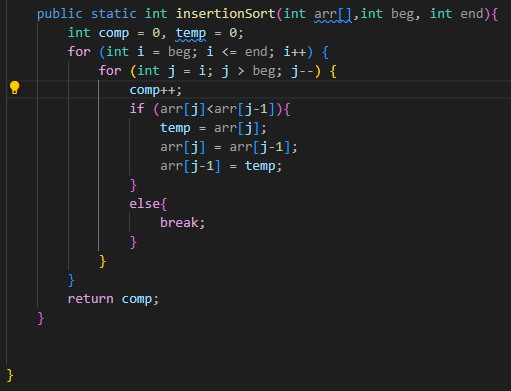 public static int insertionSort(int arr[],int beg, int end){
int comp = 0, temp = 0;
for (int i = beg; i <= end; i++) {
for (int j = i; j > beg; j--) {
comp++;
if (arr[j]<arr[j-1]){
temp = arr[j];
arr[j] = arr[j-1];
arr[j-1] = temp;
}
else{
break;
}
}
}
return comp;
}
}